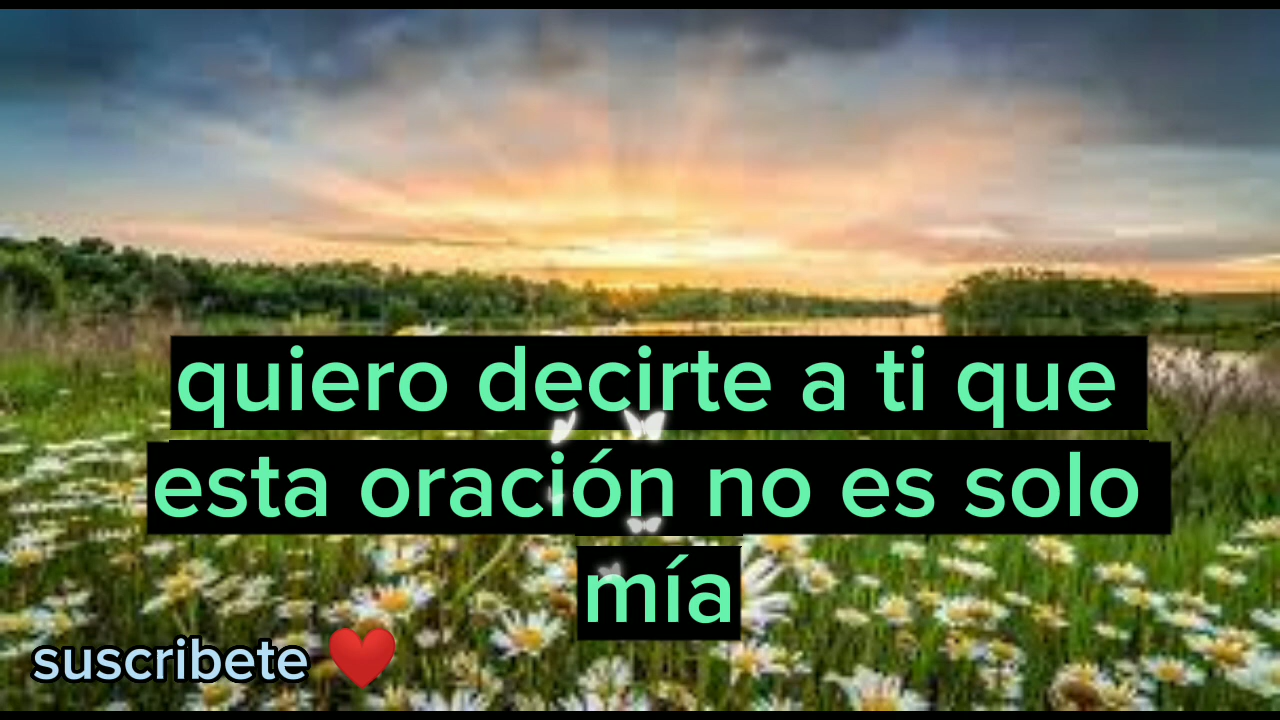 quiero decirte a ti que
esta oración no es solo
mía
suscribete ❤️